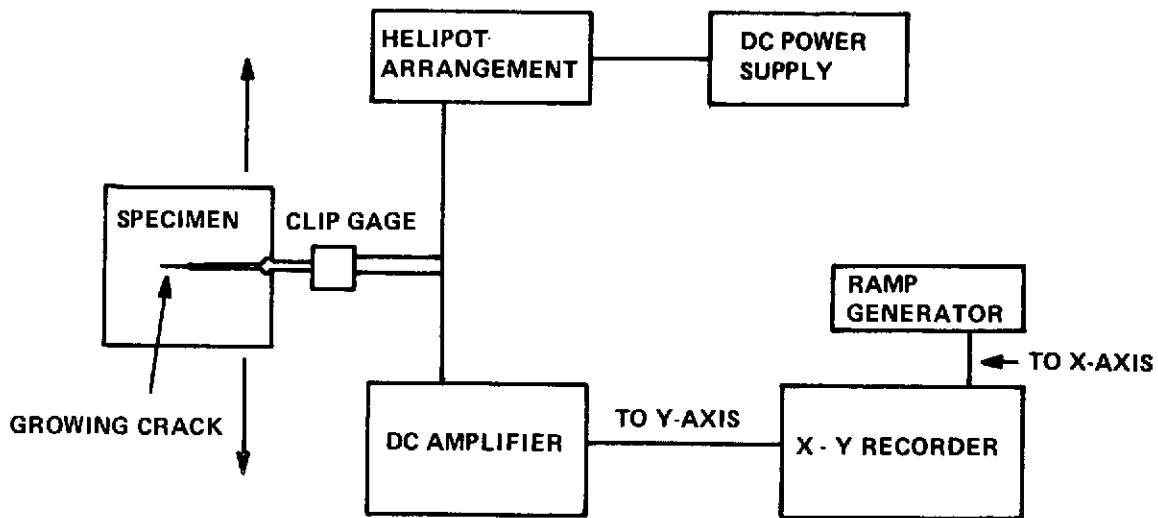 HELIPOT
ARRANGEMENT
DC POWER
SUPPLY
SPECIMEN
CLIP GAGE
RAMP
GENERATOR
TO X-AXIS
GROWING CRACK
DC AMPLIFIER
TO Y-AXIS
X - Y RECORDER